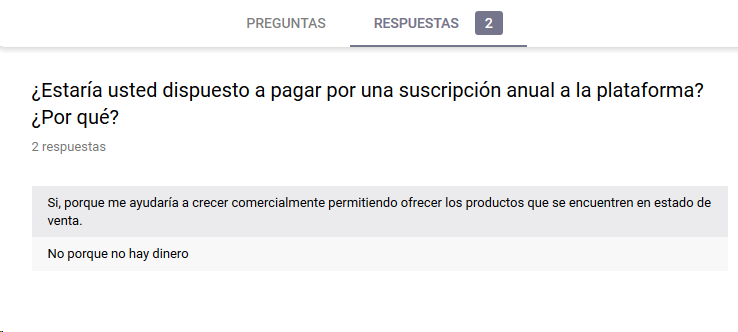 PREGUNTAS
RESPUESTAS 2
¿Estaría usted dispuesto a pagar por una suscripción anual a la plataforma?
¿Por qué?
2 respuestas
Si, porque me ayudaría a crecer comercialmente permitiendo ofrecer los productos que se encuentren en estado de
venta.
No porque no hay dinero